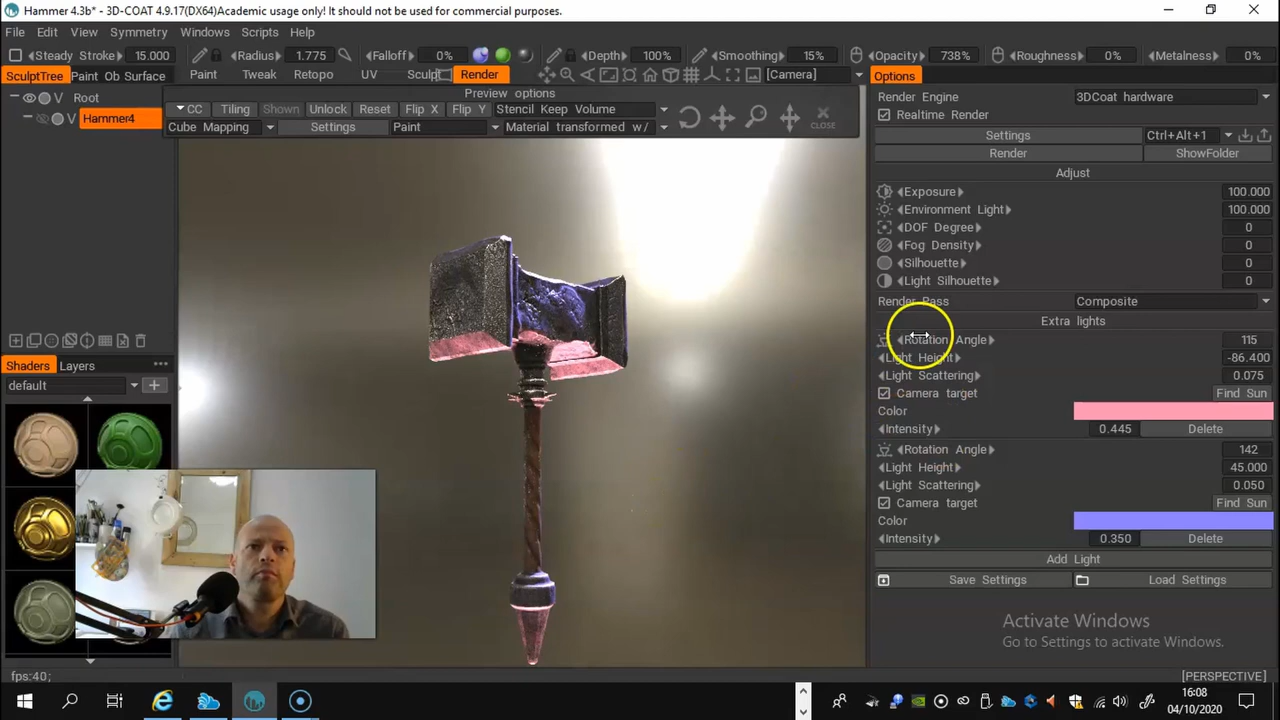 Hammer 4.3b* - 3D-COAT 4.9.17(DX64)Academic usage only! It should not be used for commercial purposes.
File Edit View Symmetry Windows Scripts Help
Steady Stroke 15.000 Radius 1.775 Falloff 0% Depth 100% Smoothing 15% Opacity 738% Roughness 0% Metalness 0%
SculptTree Paint Ob Surface Paint Tweak Retopo UV Sculpt Render [Camera] Options
Root
Hammer4
Preview options
CC Tiling Shown Unlock Reset Flip X Flip Y Stencil Keep Volume
Cube Mapping Settings Paint Material transformed w/ CLOSE
Render Engine 3DCoat hardware
Realtime Render
Settings Ctrl+Alt+1
Render ShowFolder
Adjust
Exposure 100.000
Environment Light 100.000
DOF Degree 0
Fog Density 0
Silhouette 0
Light Silhouette 0
Render Pass Composite
Extra lights
Rotation Angle 115
Light Height -86.400
Light Scattering 0.075
Camera target Find Sun
Color
Intensity 0.445 Delete
Rotation Angle 142
Light Height 45.000
Light Scattering 0.050
Camera target Find Sun
Color
Intensity 0.350 Delete
Add Light
Save Settings Load Settings
Shaders Layers
default
Activate Windows
Go to Settings to activate Windows.
fps:40; [PERSPECTIVE]
16:08
04/10/2020